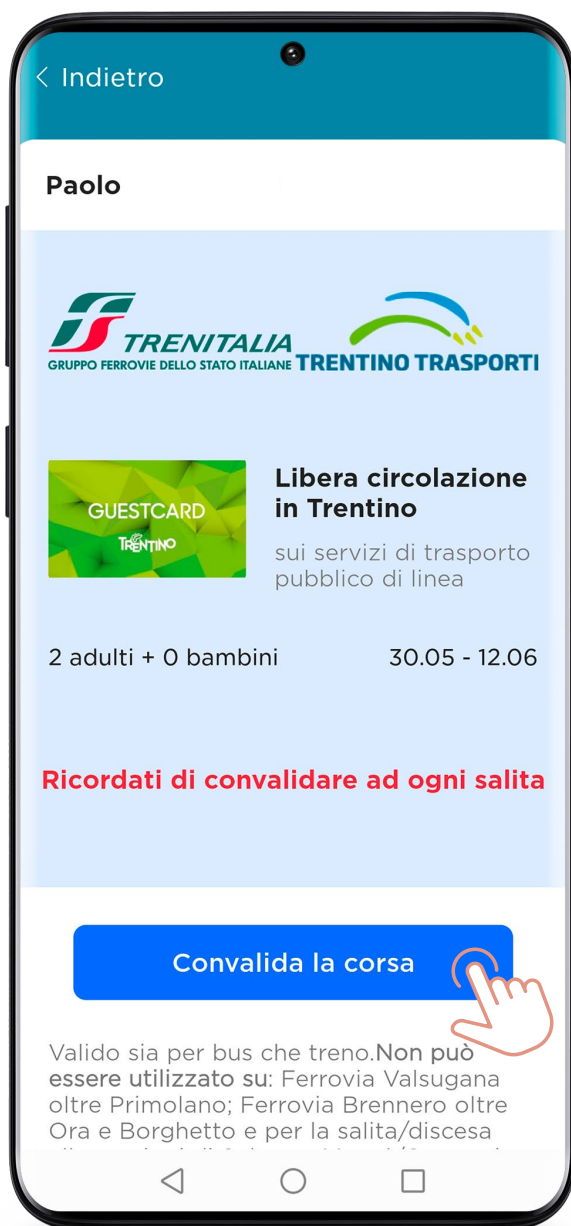 < Indietro
Paolo
TRENITALIA
GRUPPO FERROVIE DELLO STATO ITALIANE
TRENTINO TRASPORTI
GUESTCARD
TRENTINO
Libera circolazione
in Trentino
sui servizi di trasporto
pubblico di linea
2 adulti + 0 bambini 30.05 - 12.06
Ricordati di convalidare ad ogni salita
Convalida la corsa
Valido sia per bus che treno.Non può
essere utilizzato su: Ferrovia Valsugana
oltre Primolano; Ferrovia Brennero oltre
Ora e Borghetto e per la salita/discesa